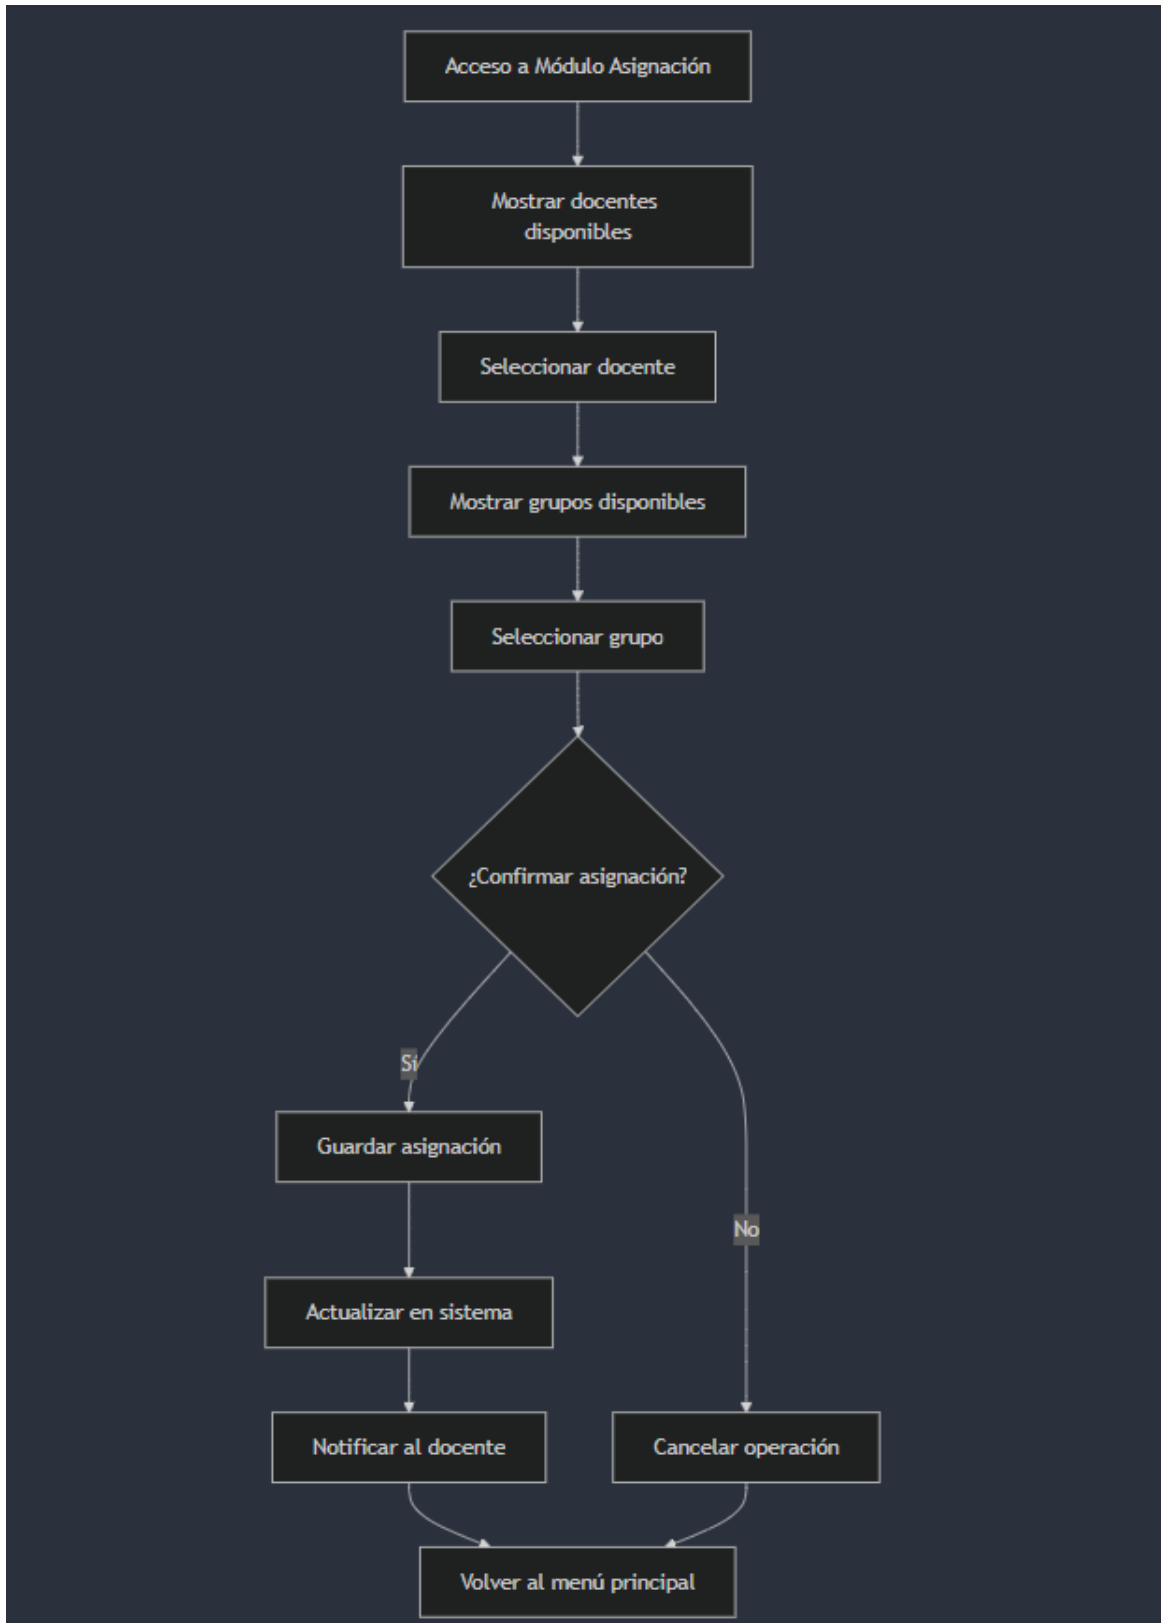 Acceso a Módulo Asignación
Mostrar docentes
disponibles
Seleccionar docente
Mostrar grupos disponibles
Seleccionar grupo
¿Confirmar asignación?
Sí
Guardar asignación
No
Actualizar en sistema
Notificar al docente
Cancelar operación
Volver al menú principal